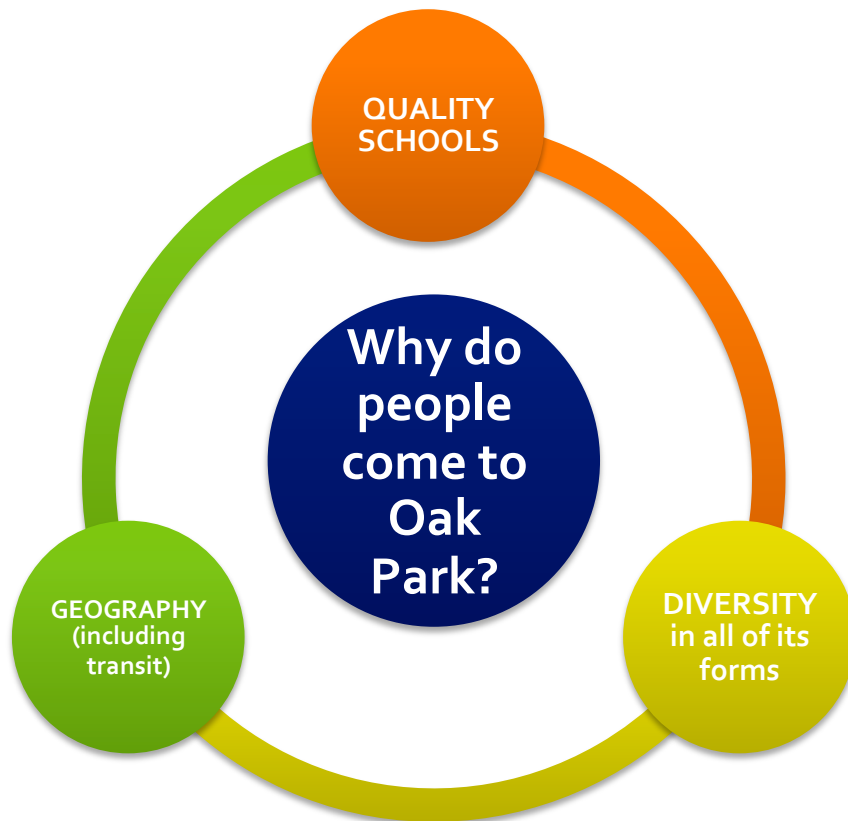 QUALITY
SCHOOLS
Why do
people
come to
Oak
Park?
GEOGRAPHY
(including
transit)
DIVERSITY
in all of its
forms